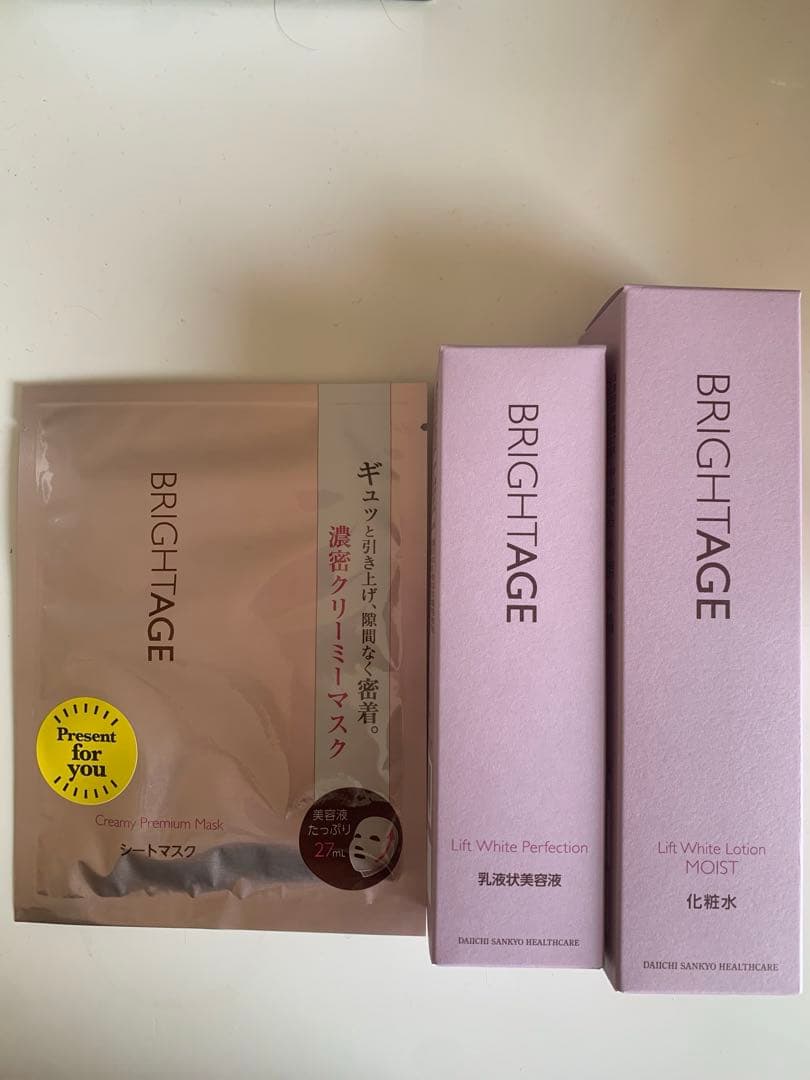 BRIGHTAGE
ギュッと引き上げ、隙間なく密着。
濃密クリーミーマスク
Present
for
you
Creamy Premium Mask
シートマスク
美容液
たっぷり
27mL
BRIGHTAGE
Lift White Perfection
乳液状美容液
DAIICHI SANKYO HEALTHCARE
BRIGHTAGE
Lift White Lotion
MOIST
化粧水
DAIICHI SANKYO HEALTHCARE